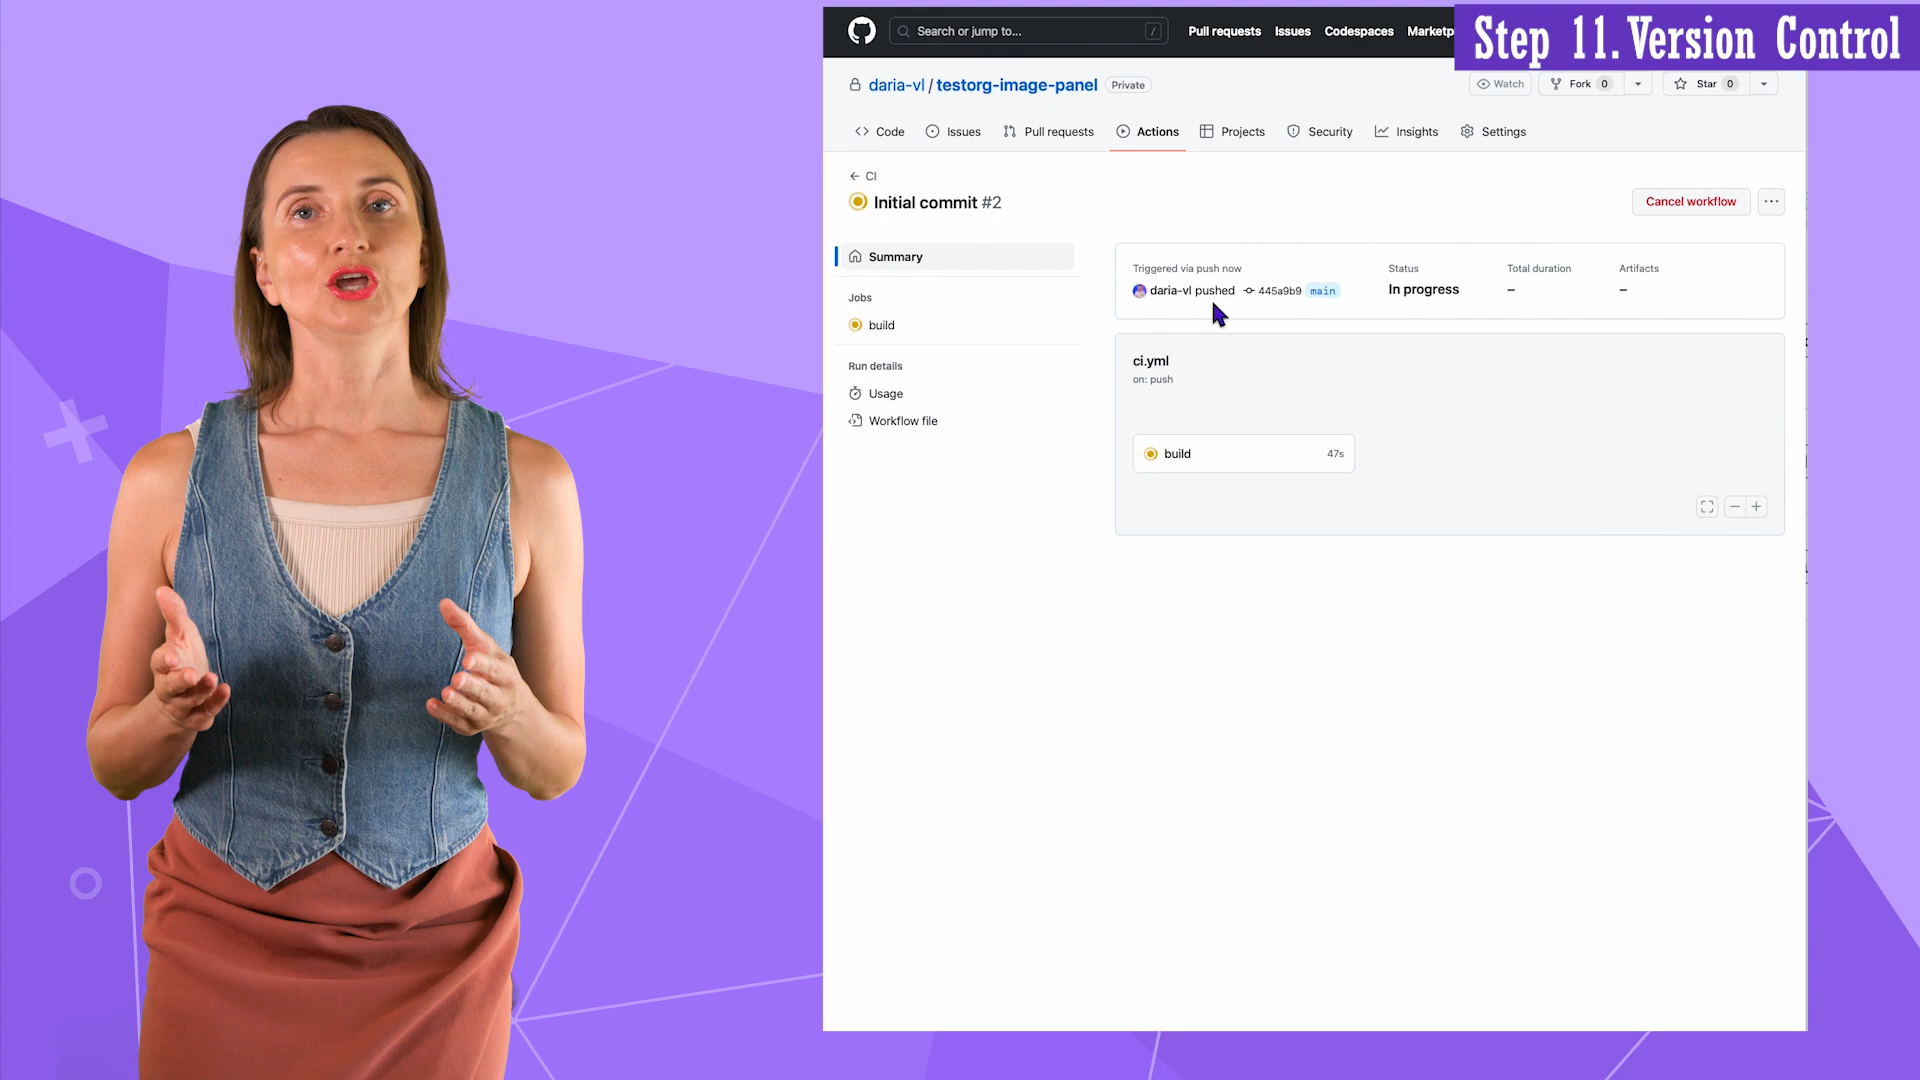 Step 11. Version Control
Search or jump to... /
Pull requests Issues Codespaces Marketp
daria-vl / testorg-image-panel Private
Watch Fork 0 Star 0
Code Issues Pull requests Actions Projects Security Insights Settings
CI
Initial commit #2
Cancel workflow
Summary
Jobs
build
Run details
Usage
Workflow file
Triggered via push now
daria-vl pushed 445a9b9 main
Status
In progress
Total duration
–
Artifacts
–
ci.yml
on: push
build 47s